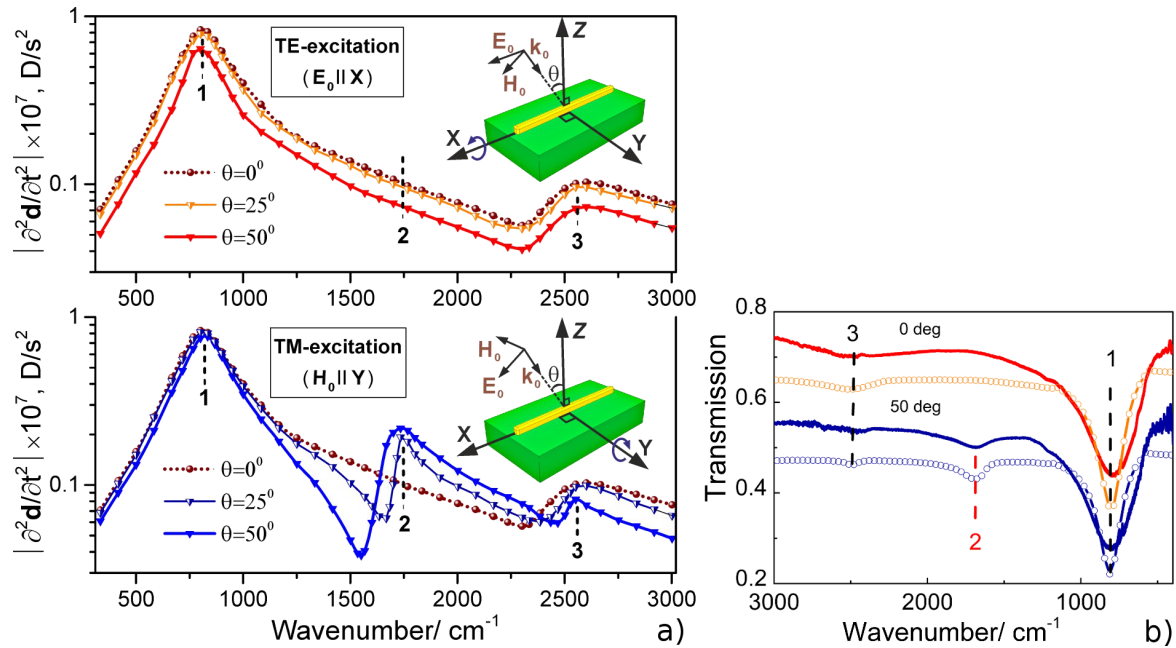 | ∂²d/∂t² | ×10⁷, D/s²
1
0.1
TE-excitation
( E₀ || X )
1
2
3
θ=0⁰
θ=25⁰
θ=50⁰
E₀
k₀
H₀
θ
Z
X
Y
500
1000
1500
2000
2500
3000
| ∂²d/∂t² | ×10⁷, D/s²
1
0.1
TM-excitation
(H₀ || Y)
1
2
3
θ=0⁰
θ=25⁰
θ=50⁰
H₀
k₀
E₀
θ
Z
X
Y
500
1000
1500
2000
2500
3000
Wavenumber/ cm⁻¹
a)
Transmission
0.8
0.6
0.4
0.2
3
0 deg
1
50 deg
2
3000
2000
1000
Wavenumber/ cm⁻¹
b)